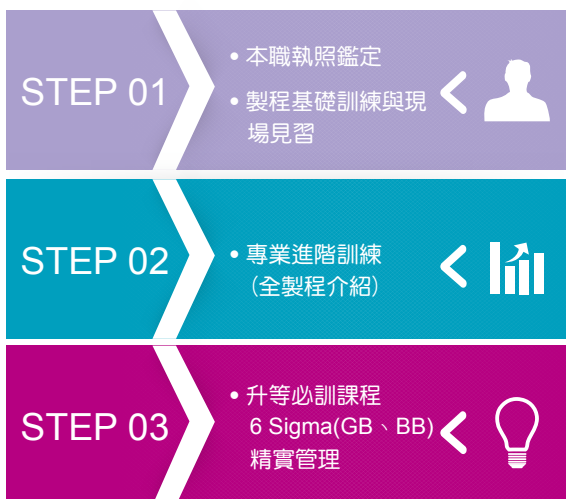 STEP 01
• 本職執照鑑定
• 製程基礎訓練與現
場見習
STEP 02
• 專業進階訓練
(全製程介紹)
STEP 03
• 升等必訓課程
6 Sigma(GB、BB)
精實管理